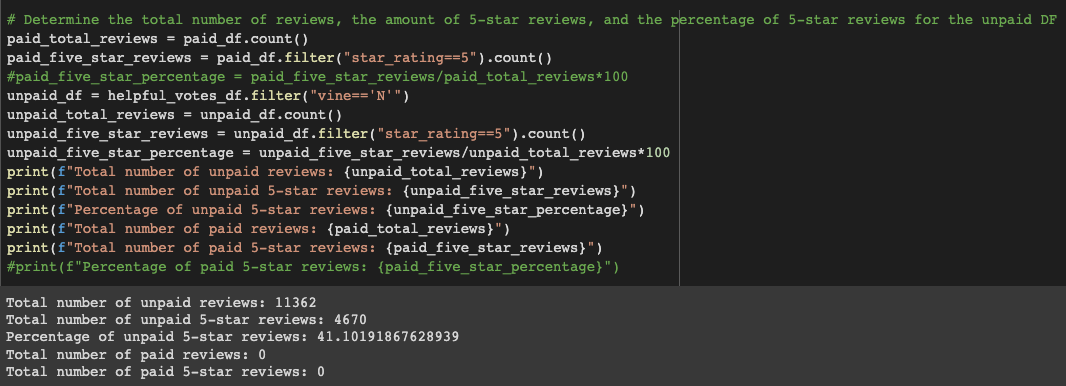 # Determine the total number of reviews, the amount of 5-star reviews, and the percentage of 5-star reviews for the unpaid DF
paid_total_reviews = paid_df.count()
paid_five_star_reviews = paid_df.filter("star_rating==5").count()
#paid_five_star_percentage = paid_five_star_reviews/paid_total_reviews*100
unpaid_df = helpful_votes_df.filter("vine=='N'")
unpaid_total_reviews = unpaid_df.count()
unpaid_five_star_reviews = unpaid_df.filter("star_rating==5").count()
unpaid_five_star_percentage = unpaid_five_star_reviews/unpaid_total_reviews*100
print(f"Total number of unpaid reviews: {unpaid_total_reviews}")
print(f"Total number of unpaid 5-star reviews: {unpaid_five_star_reviews}")
print(f"Percentage of unpaid 5-star reviews: {unpaid_five_star_percentage}")
print(f"Total number of paid reviews: {paid_total_reviews}")
print(f"Total number of paid 5-star reviews: {paid_five_star_reviews}")
#print(f"Percentage of paid 5-star reviews: {paid_five_star_percentage}")
Total number of unpaid reviews: 11362
Total number of unpaid 5-star reviews: 4670
Percentage of unpaid 5-star reviews: 41.10191867628939
Total number of paid reviews: 0
Total number of paid 5-star reviews: 0